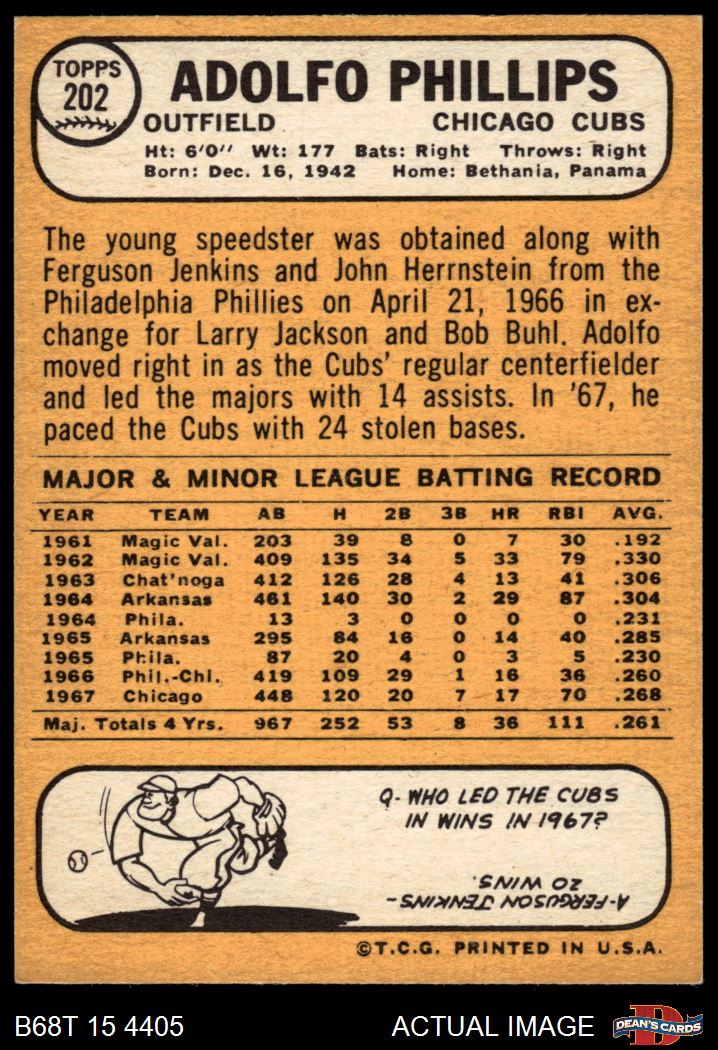 TOPPS
202
ADOLFO PHILLIPS
OUTFIELD CHICAGO CUBS
Ht: 6'0" Wt: 177 Bats: Right Throws: Right
Born: Dec. 16, 1942 Home: Bethania, Panama
The young speedster was obtained along with
Ferguson Jenkins and John Herrnstein from the
Philadelphia Phillies on April 21, 1966 in ex-
change for Larry Jackson and Bob Buhl. Adolfo
moved right in as the Cubs' regular centerfielder
and led the majors with 14 assists. In '67, he
paced the Cubs with 24 stolen bases.
MAJOR & MINOR LEAGUE BATTING RECORD
YEAR TEAM AB H 2B 3B HR RBI AVG.
1961 Magic Val. 203 39 8 0 7 30 .192
1962 Magic Val. 409 135 34 5 33 79 .330
1963 Chat'noga 412 126 28 4 13 41 .306
1964 Arkansas 461 140 30 2 29 87 .304
1964 Phila. 13 3 0 0 0 0 .231
1965 Arkansas 295 84 16 0 14 40 .285
1965 Phila. 87 20 4 0 3 5 .230
1966 Phil.-Chi. 419 109 29 1 16 36 .260
1967 Chicago 448 120 20 7 17 70 .268
Maj. Totals 4 Yrs. 967 252 53 8 36 111 .261
Q- WHO LED THE CUBS
IN WINS IN 1967?
A-FERGUSON JENKINS-
20 WINS.
©T.C.G. PRINTED IN U.S.A.
B68T 15 4405 ACTUAL IMAGE DEAN'S CARDS